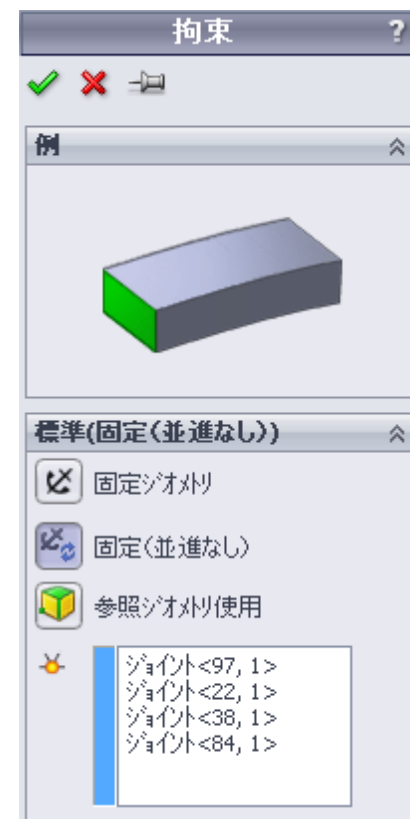 拘束 ?
例
標準(固定(並進なし))
固定ジオメトリ
固定(並進なし)
参照ジオメトリ使用
ジョイント<97, 1>
ジョイント<22, 1>
ジョイント<38, 1>
ジョイント<84, 1>